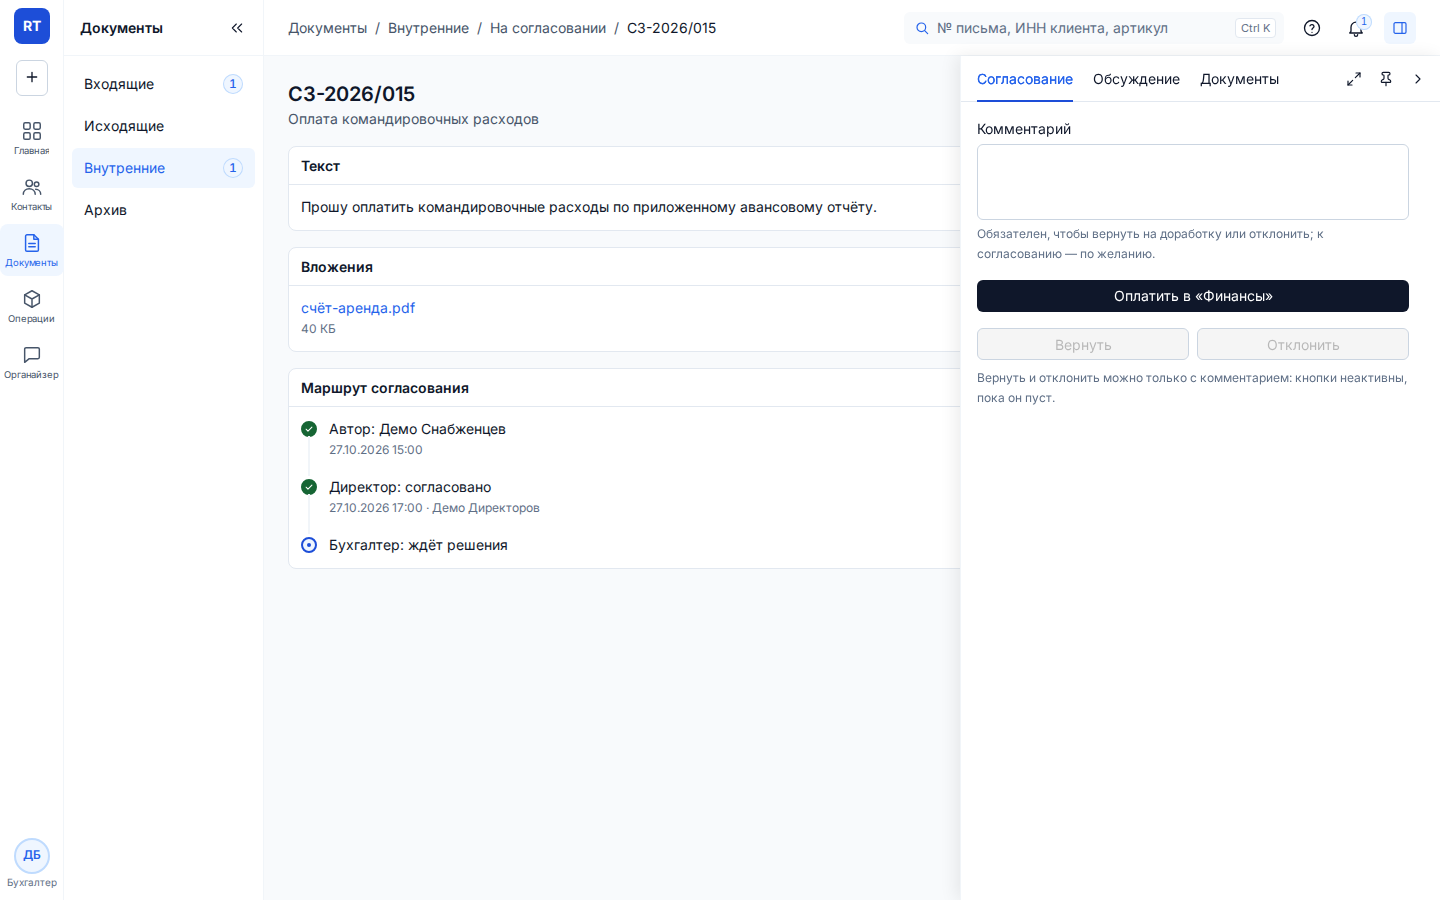 RT
Главная
Контакты
Документы
Операции
Органайзер
ДБ
Бухгалтер
Документы
Входящие 1
Исходящие
Внутренние 1
Архив
Документы / Внутренние / На согласовании / СЗ-2026/015
№ письма, ИНН клиента, артикул Ctrl K
1
СЗ-2026/015
Оплата командировочных расходов
Текст
Прошу оплатить командировочные расходы по приложенному авансовому отчёту.
Вложения
счёт-аренда.pdf
40 КБ
Маршрут согласования
Автор: Демо Снабженцев
27.10.2026 15:00
Директор: согласовано
27.10.2026 17:00 · Демо Директоров
Бухгалтер: ждёт решения
Согласование Обсуждение Документы
Комментарий
Обязателен, чтобы вернуть на доработку или отклонить; к
согласованию — по желанию.
Оплатить в «Финансы»
Вернуть Отклонить
Вернуть и отклонить можно только с комментарием: кнопки неактивны,
пока он пуст.